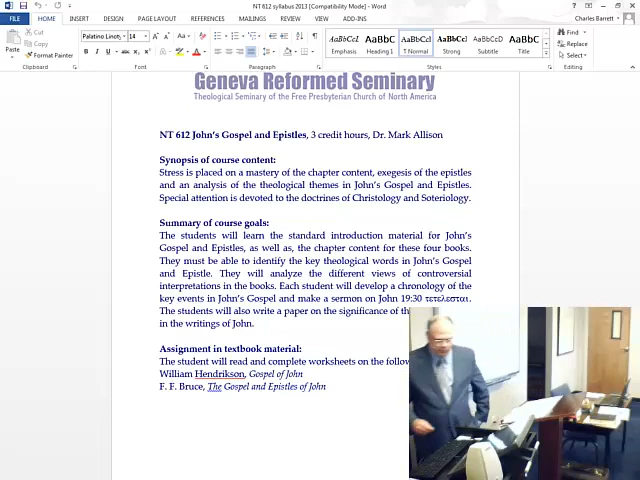 NT 612 syllabus 2013 [Compatibility Mode] - Word
FILE HOME INSERT DESIGN PAGE LAYOUT REFERENCES MAILINGS REVIEW VIEW ADD-INS Charles Barrett
Cut
Copy
Format Painter
Paste
Palatino Linot 14
AaBbCcI AaBbC AaBbCcI AaBbCcl AaBbCcD AaBbC
Emphasis Heading 1 ¶ Normal Strong Subtitle Title
Find
Replace
Select
Clipboard Font Paragraph Styles Editing
Geneva Reformed Seminary
Theological Seminary of the Free Presbyterian Church of North America
NT 612 John's Gospel and Epistles, 3 credit hours, Dr. Mark Allison
Synopsis of course content:
Stress is placed on a mastery of the chapter content, exegesis of the epistles
and an analysis of the theological themes in John's Gospel and Epistles.
Special attention is devoted to the doctrines of Christology and Soteriology.
Summary of course goals:
The students will learn the standard introduction material for John's
Gospel and Epistles, as well as, the chapter content for these four books.
They must be able to identify the key theological words in John's Gospel
and Epistle. They will analyze the different views of controversial
interpretations in the books. Each student will develop a chronology of the
key events in John's Gospel and make a sermon on John 19:30 τετελεσται.
The students will also write a paper on the significance of th
in the writings of John.
Assignment in textbook material:
The student will read and complete worksheets on the follow
William Hendrikson, Gospel of John
F. F. Bruce, The Gospel and Epistles of John